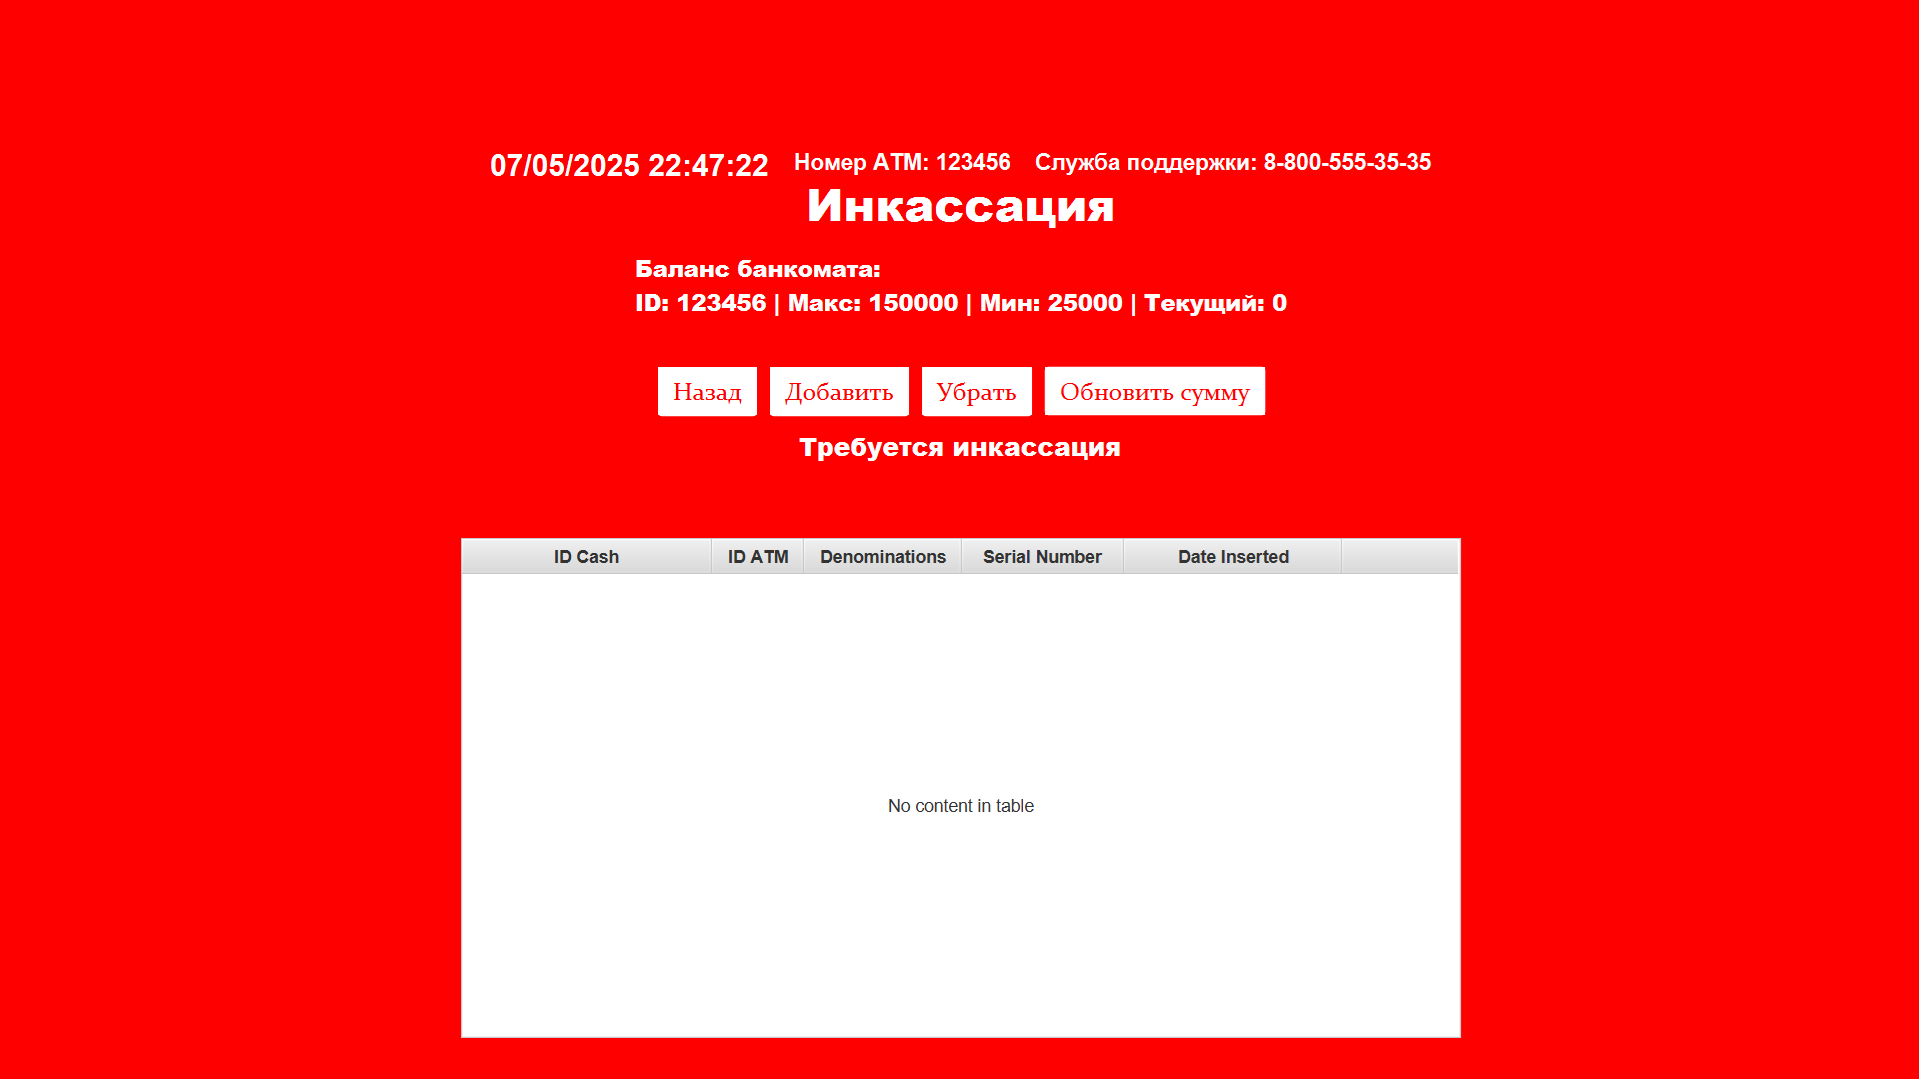 07/05/2025 22:47:22 Номер АТМ: 123456 Служба поддержки: 8-800-555-35-35
Инкассация
Баланс банкомата:
ID: 123456 | Макс: 150000 | Мин: 25000 | Текущий: 0
Назад Добавить Убрать Обновить сумму
Требуется инкассация
ID Cash ID ATM Denominations Serial Number Date Inserted
No content in table